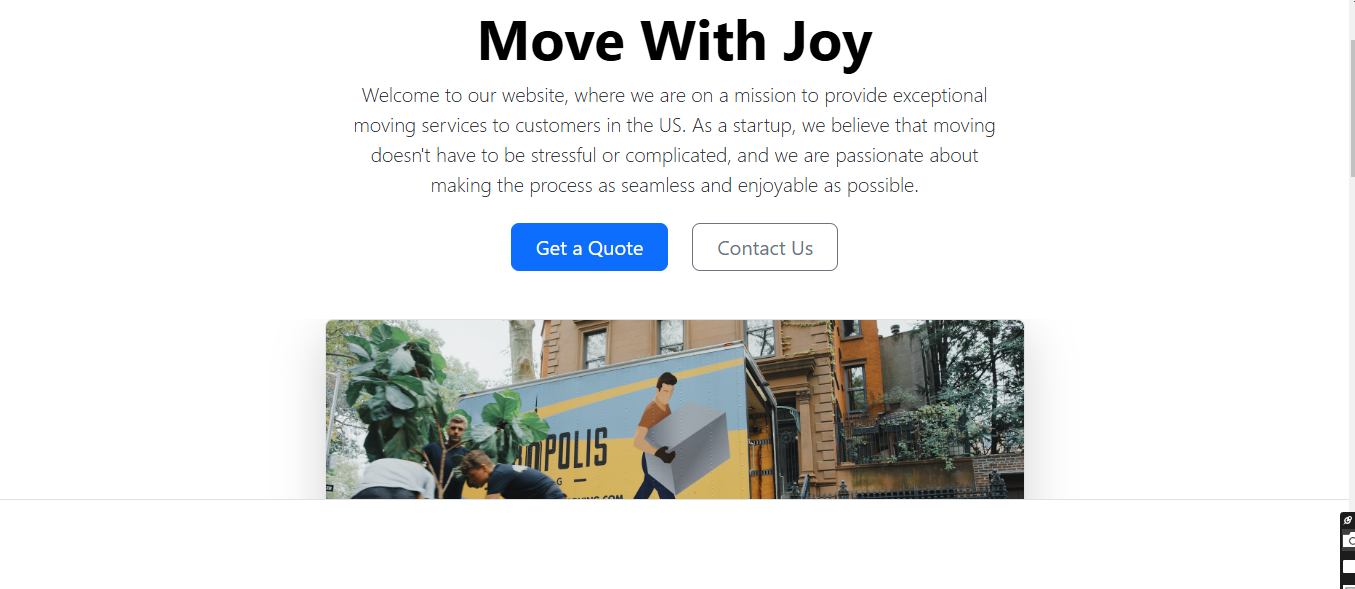 Move With Joy
Welcome to our website, where we are on a mission to provide exceptional
moving services to customers in the US. As a startup, we believe that moving
doesn't have to be stressful or complicated, and we are passionate about
making the process as seamless and enjoyable as possible.
Get a Quote
Contact Us